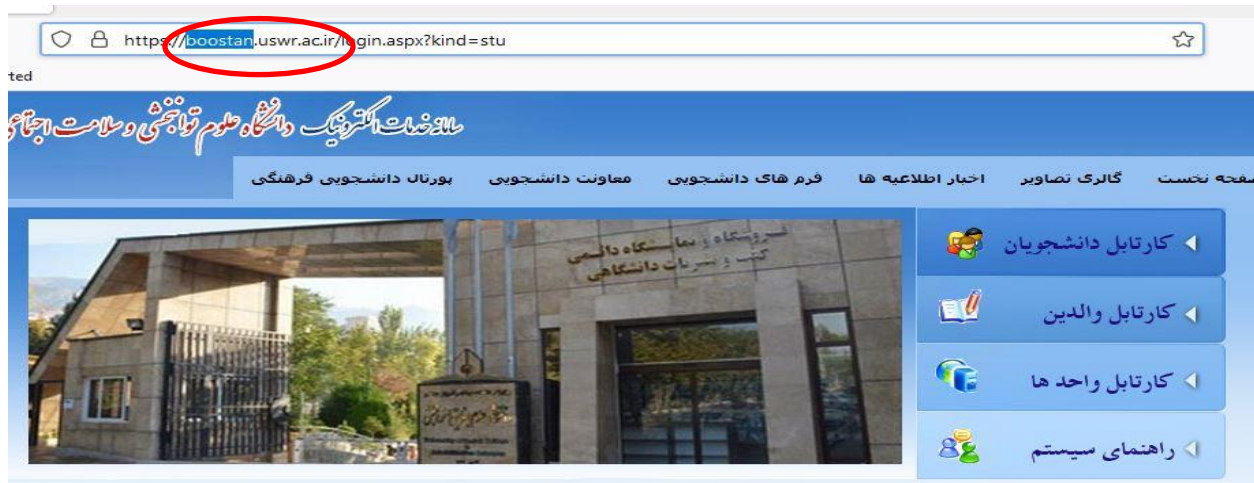 https://boostan.uswr.ac.ir/login.aspx?kind=stu
rted
سامانه خدمات الکترونیک دانشگاه علوم توانبخشی و سلامت اجتماعی
صفحه نخست گالری تصاویر اخبار اطلاعیه ها فرم های دانشجویی معاونت دانشجویی پورتال دانشجویی فرهنگی
فروشگاه و نمایشگاه دائمی
کتب و نشریات دانشگاهی
کارتابل دانشجویان
کارتابل والدین
کارتابل واحد ها
راهنمای سیستم